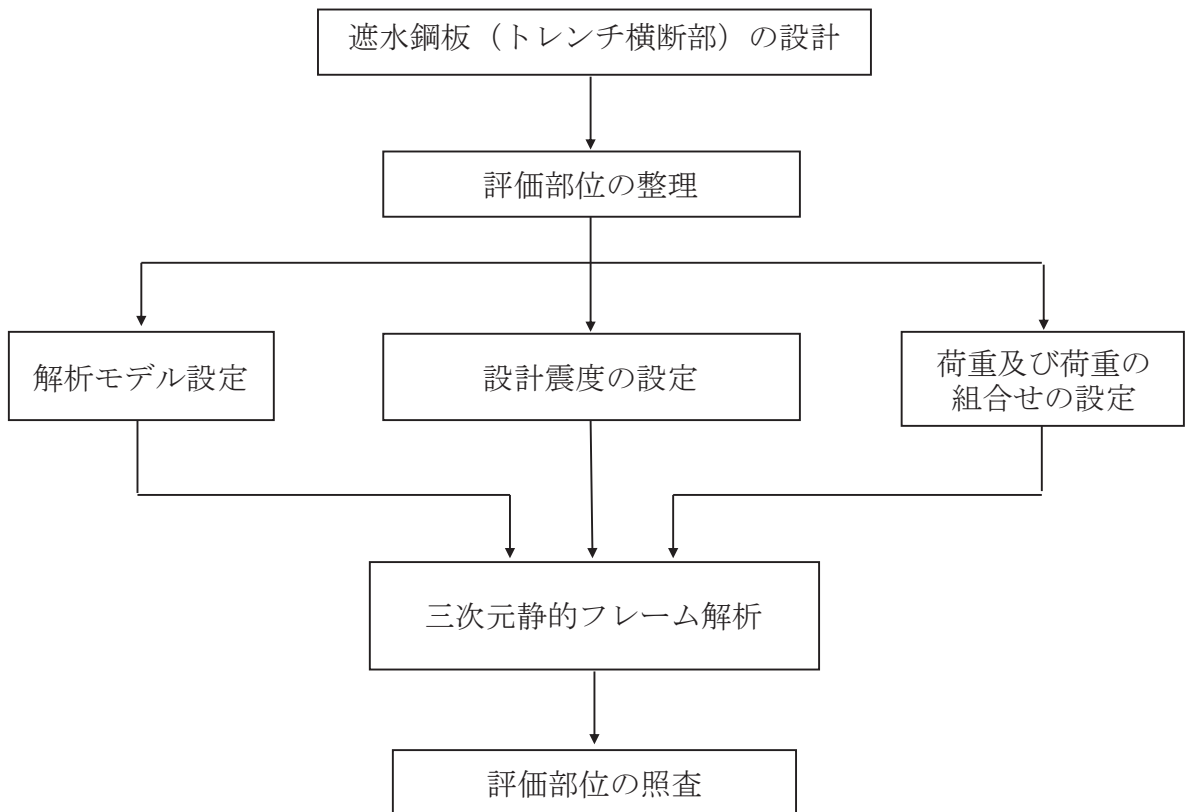 遮水鋼板（トレンチ横断部）の設計
評価部位の整理
解析モデル設定
設計震度の設定
荷重及び荷重の
組合せの設定
三次元静的フレーム解析
評価部位の照査